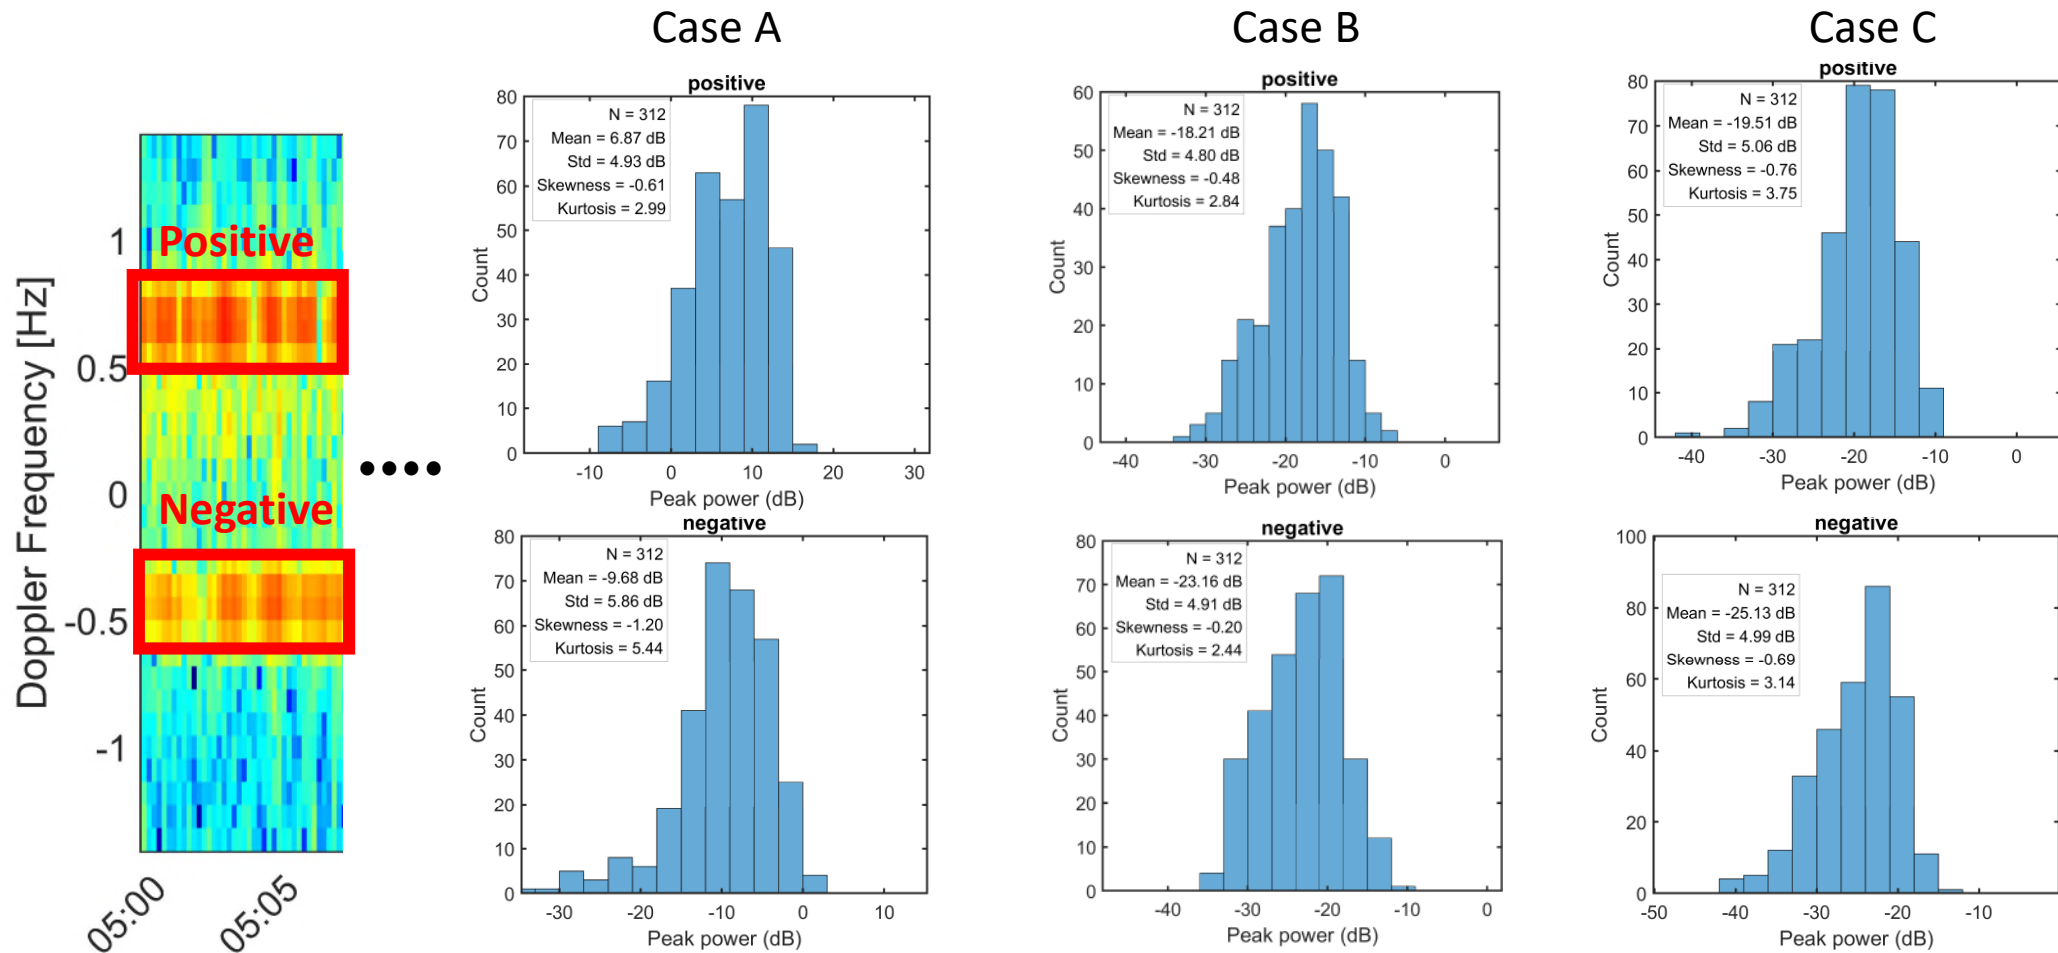 Case A
Case B
Case C
Doppler Frequency [Hz]
1
0.5
0
-0.5
-1
05:00
05:05
Positive
Negative
positive
N = 312
Mean = 6.87 dB
Std = 4.93 dB
Skewness = -0.61
Kurtosis = 2.99
Count
80
70
60
50
40
30
20
10
0
-10 0 10 20 30
Peak power (dB)
positive
N = 312
Mean = -18.21 dB
Std = 4.80 dB
Skewness = -0.48
Kurtosis = 2.84
Count
60
50
40
30
20
10
0
-40 -30 -20 -10 0
Peak power (dB)
positive
N = 312
Mean = -19.51 dB
Std = 5.06 dB
Skewness = -0.76
Kurtosis = 3.75
Count
80
70
60
50
40
30
20
10
0
-40 -30 -20 -10 0
Peak power (dB)
negative
N = 312
Mean = -9.68 dB
Std = 5.86 dB
Skewness = -1.20
Kurtosis = 5.44
Count
80
70
60
50
40
30
20
10
0
-30 -20 -10 0 10
Peak power (dB)
negative
N = 312
Mean = -23.16 dB
Std = 4.91 dB
Skewness = -0.20
Kurtosis = 2.44
Count
80
70
60
50
40
30
20
10
0
-40 -30 -20 -10 0
Peak power (dB)
negative
N = 312
Mean = -25.13 dB
Std = 4.99 dB
Skewness = -0.69
Kurtosis = 3.14
Count
100
80
60
40
20
0
-50 -40 -30 -20 -10
Peak power (dB)